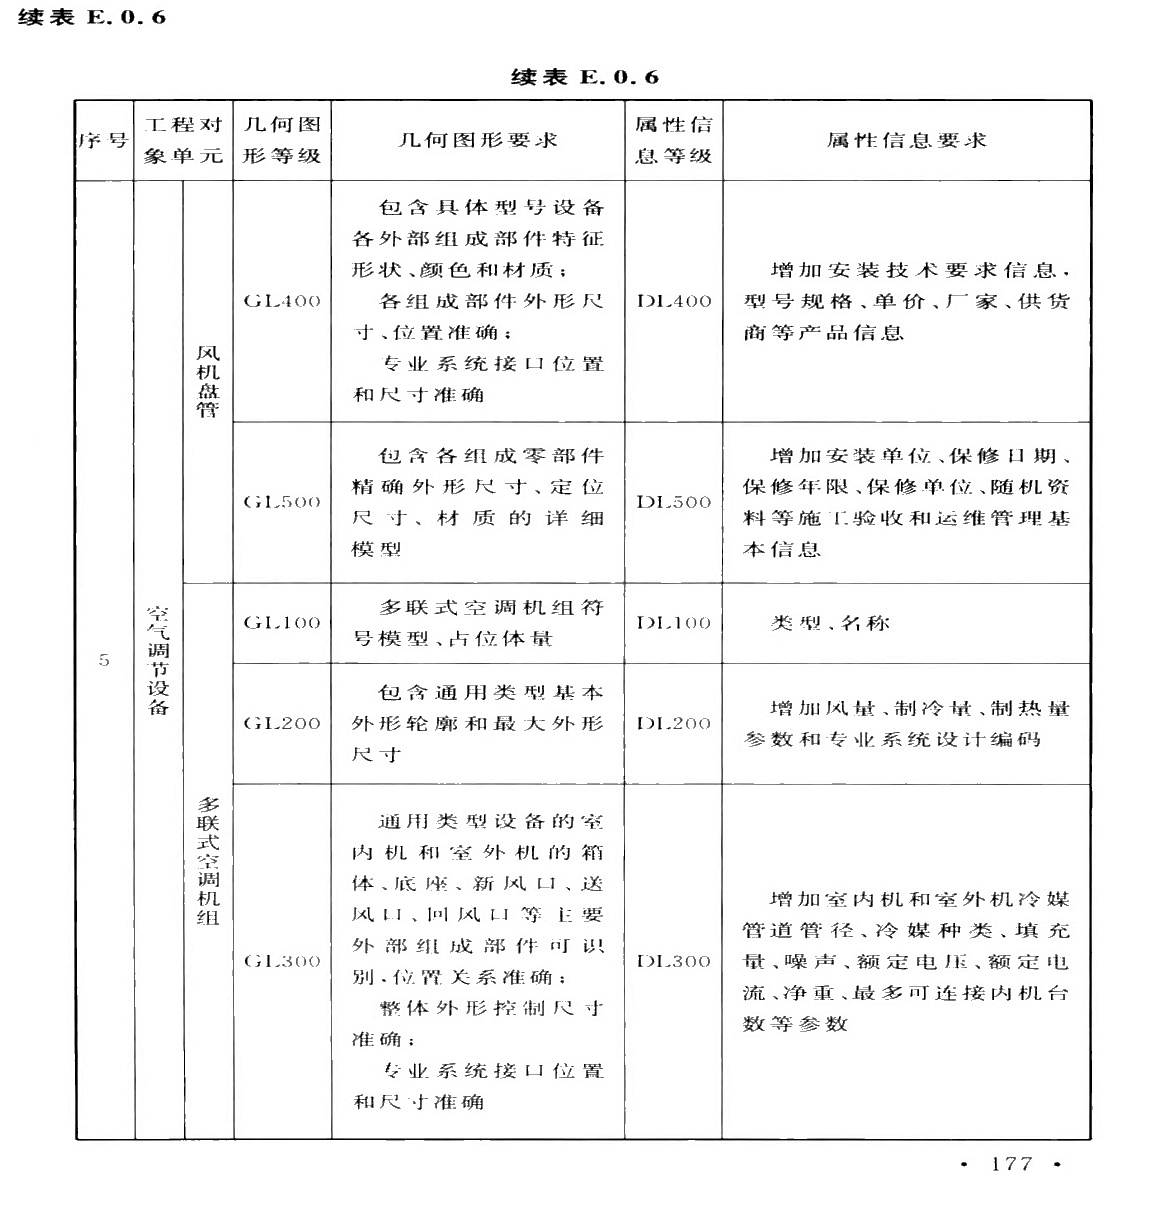 续表 E.0.6
续表 E.0.6
序号
工程对
象单元
几何图
形等级
几何图形要求
属性信
息等级
属性信息要求
5
空气调节设备
风机盘管
GL400
包含具体型号设备
各外部组成部件特征
形状、颜色和材质；
各组成部件外形尺
寸、位置准确；
专业系统接口位置
和尺寸准确
DL400
增加安装技术要求信息，
型号规格、单价、厂家、供货
商等产品信息
GL500
包含各组成零部件
精确外形尺寸、定位
尺寸、材质的详细
模型
DL500
增加安装单位、保修日期、
保修年限、保修单位、随机资
料等施工验收和运维管理基
本信息
多联式空调机组
GL100
多联式空调机组符
号模型、占位体量
DL100
类型、名称
GL200
包含通用类型基本
外形轮廓和最大外形
尺寸
DL200
增加风量、制冷量、制热量
参数和专业系统设计编码
GL300
通用类型设备的室
内机和室外机的箱
体、底座、新风口、送
风口、回风口等主要
外部组成部件可识
别，位置关系准确；
整体外形控制尺寸
准确；
专业系统接口位置
和尺寸准确
DL300
增加室内机和室外机冷媒
管道管径、冷媒种类、填充
量、噪声、额定电压、额定电
流、净重、最多可连接内机台
数等参数
· 177 ·